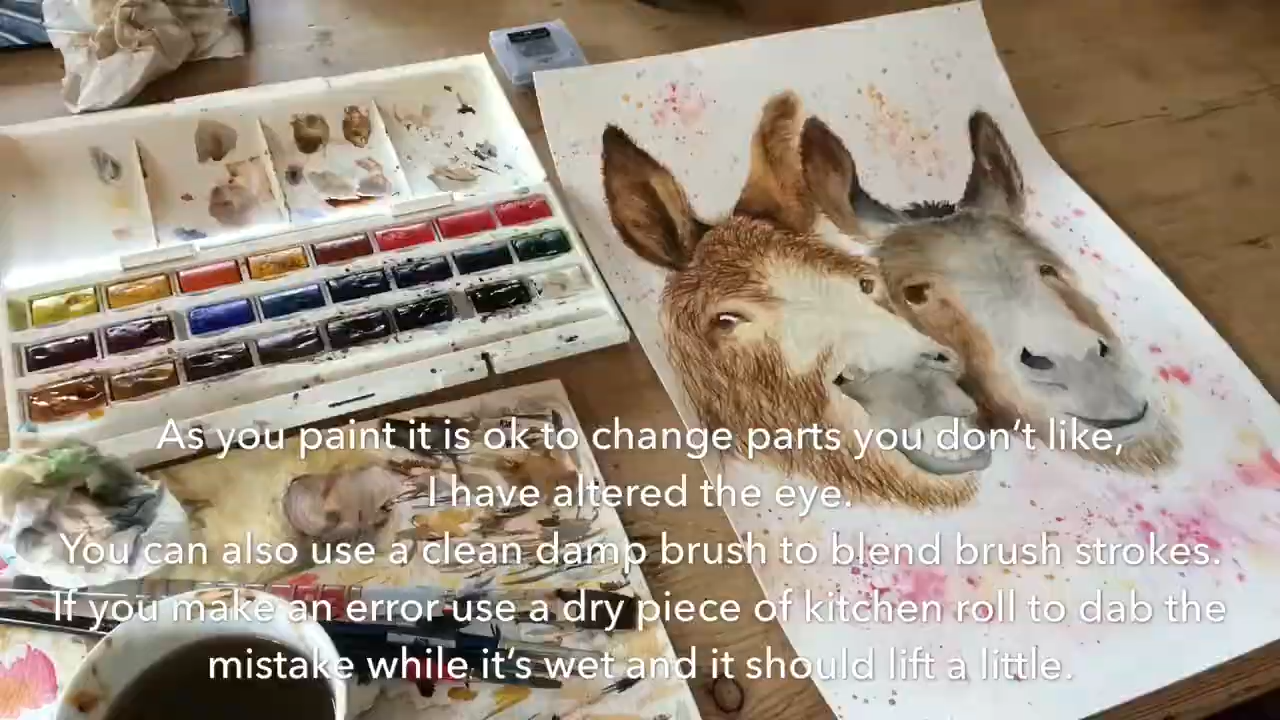 As you paint it is ok to change parts you don’t like,
I have altered the eye.
You can also use a clean damp brush to blend brush strokes.
If you make an error use a dry piece of kitchen roll to dab the
mistake while it’s wet and it should lift a little.